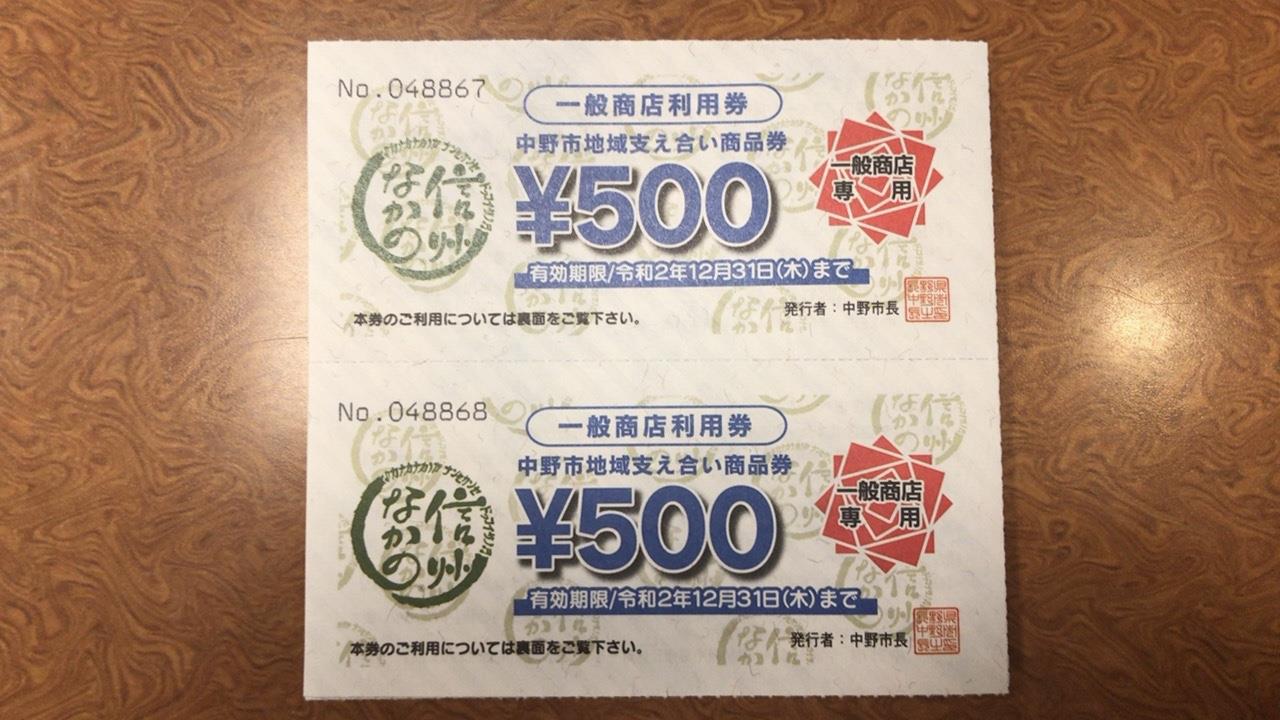 No.048867
一般商店利用券
中野市地域支え合い商品券
¥500
一般商店
専用
信州
なかの
有効期限/令和2年12月31日(木)まで
発行者:中野市長
本券のご利用については裏面をご覧下さい。
No.048868
一般商店利用券
中野市地域支え合い商品券
¥500
一般商店
専用
信州
なかの
有効期限/令和2年12月31日(木)まで
発行者:中野市長
本券のご利用については裏面をご覧下さい。